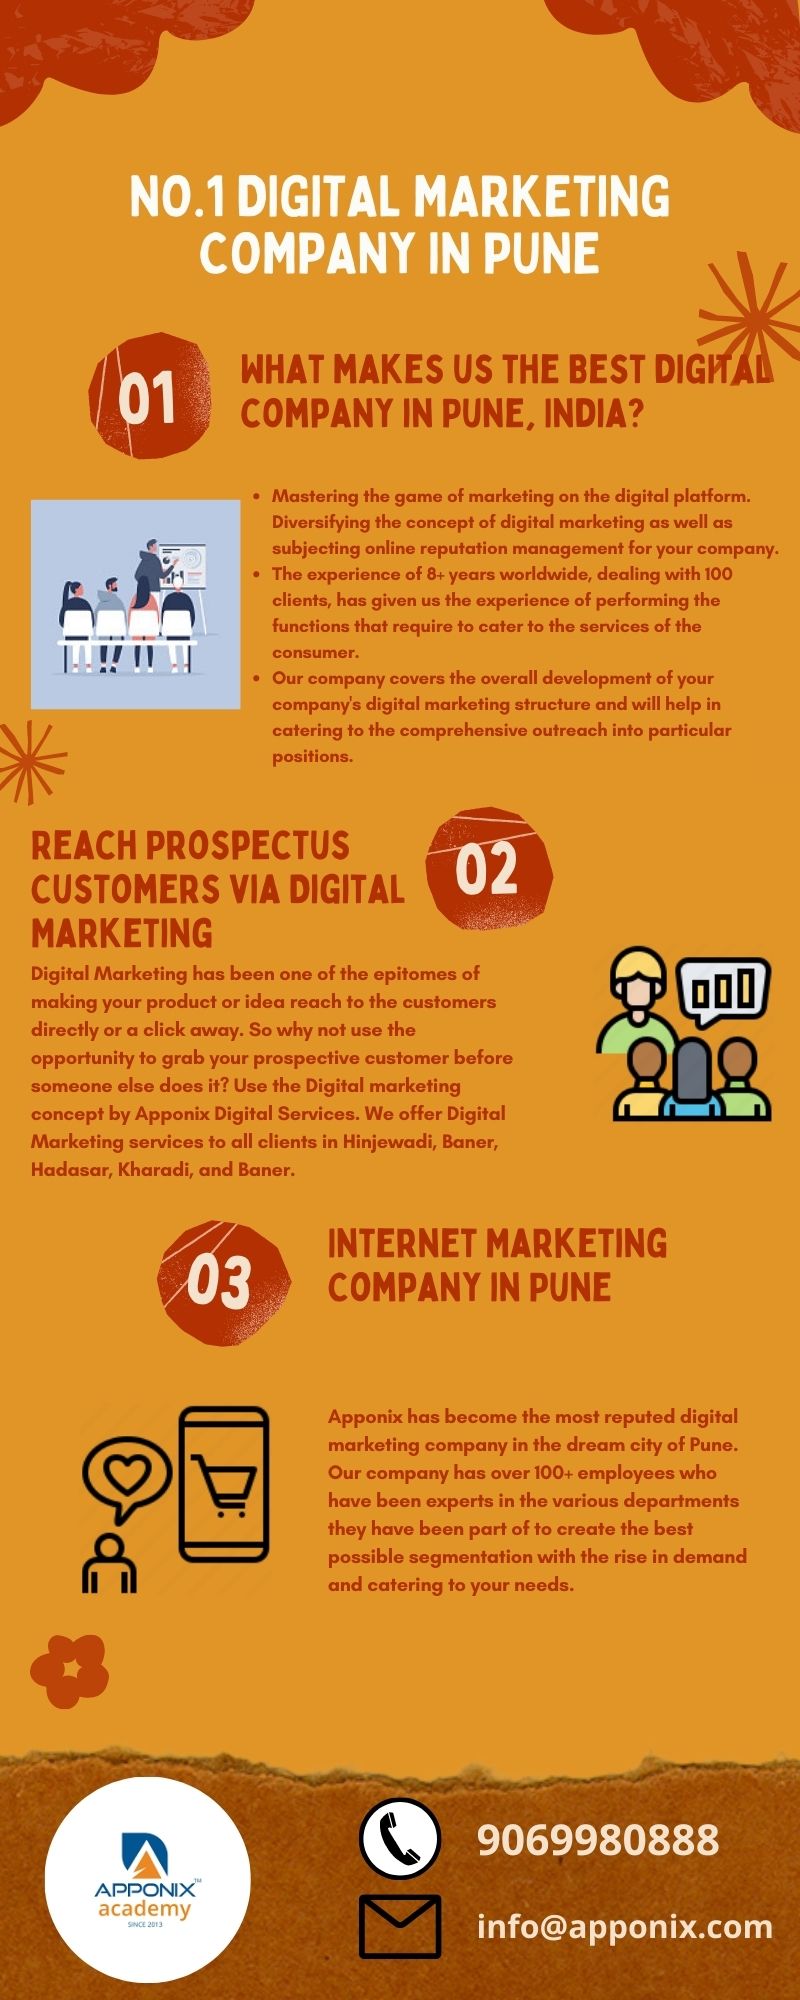 NO.1 DIGITAL MARKETING
COMPANY IN PUNE
01
WHAT MAKES US THE BEST DIGITAL
COMPANY IN PUNE, INDIA?
Mastering the game of marketing on the digital platform.
Diversifying the concept of digital marketing as well as
subjecting online reputation management for your company.
The experience of 8+ years worldwide, dealing with 100
clients, has given us the experience of performing the
functions that require to cater to the services of the
consumer.
Our company covers the overall development of your
company's digital marketing structure and will help in
catering to the comprehensive outreach into particular
positions.
REACH PROSPECTUS
CUSTOMERS VIA DIGITAL
MARKETING
02
Digital Marketing has been one of the epitomes of
making your product or idea reach to the customers
directly or a click away. So why not use the
opportunity to grab your prospective customer before
someone else does it? Use the Digital marketing
concept by Apponix Digital Services. We offer Digital
Marketing services to all clients in Hinjewadi, Baner,
Hadasar, Kharadi, and Baner.
03
INTERNET MARKETING
COMPANY IN PUNE
Apponix has become the most reputed digital
marketing company in the dream city of Pune.
Our company has over 100+ employees who
have been experts in the various departments
they have been part of to create the best
possible segmentation with the rise in demand
and catering to your needs.
APPONIX™
academy
SINCE 2013
9069980888
info@apponix.com